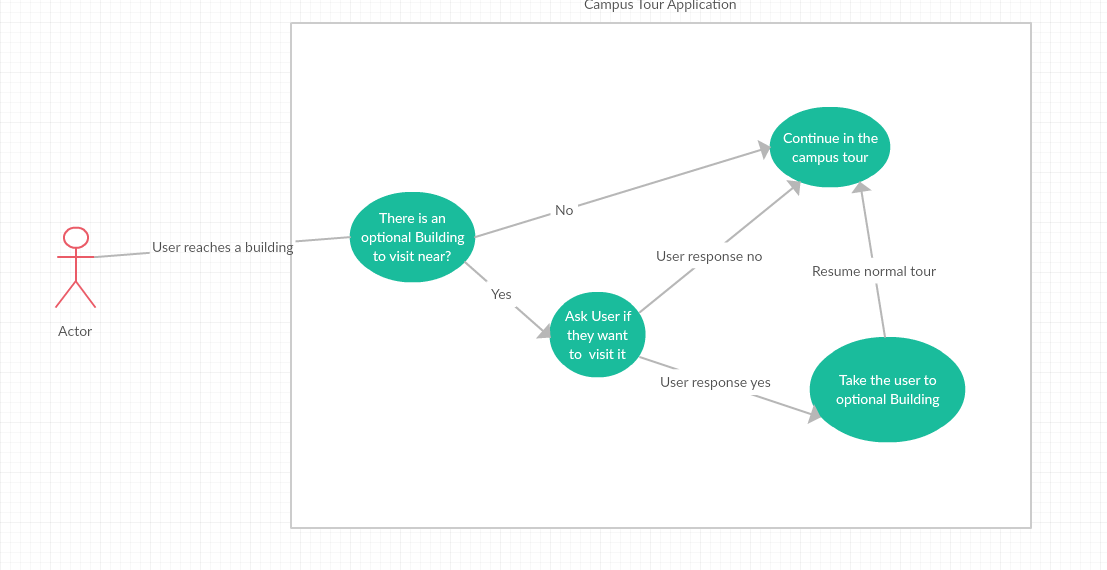 Campus Tour Application
Continue in the
campus tour
There is an
optional Building
to visit near?
No
User reaches a building
User response no
Resume normal tour
Yes
Ask User if
they want
to visit it
Actor
User response yes
Take the user to
optional Building